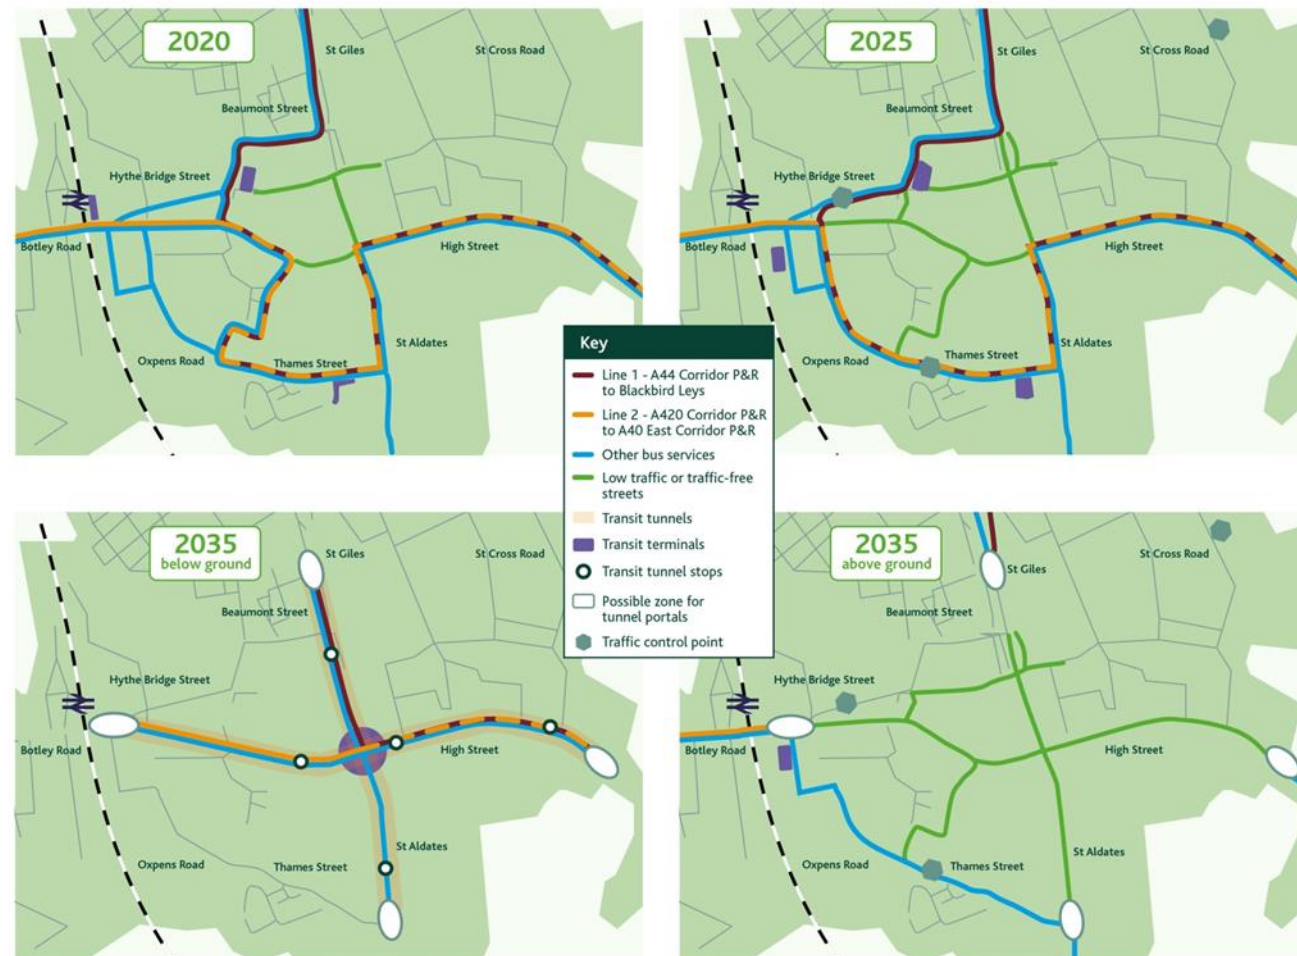 2020
St Giles
St Cross Road
Beaumont Street
Hythe Bridge Street
Botley Road
High Street
St Aldates
Oxpens Road
Thames Street
2025
St Cross Road
St Giles
Beaumont Street
Hythe Bridge Street
Botley Road
High Street
St Aldates
Oxpens Road
Thames Street
Key
Line 1 - A44 Corridor P&R
to Blackbird Leys
Line 2 - A420 Corridor P&R
to A40 East Corridor P&R
Other bus services
Low traffic or traffic-free
streets
Transit tunnels
Transit terminals
Transit tunnel stops
Possible zone for
tunnel portals
Traffic control point
2035
below ground
St Giles
St Cross Road
Beaumont Street
Hythe Bridge Street
Botley Road
High Street
St Aldates
Oxpens Road
Thames Street
2035
above ground
St Cross Road
St Giles
Beaumont Street
Hythe Bridge Street
Botley Road
High Street
St Aldates
Oxpens Road
Thames Street